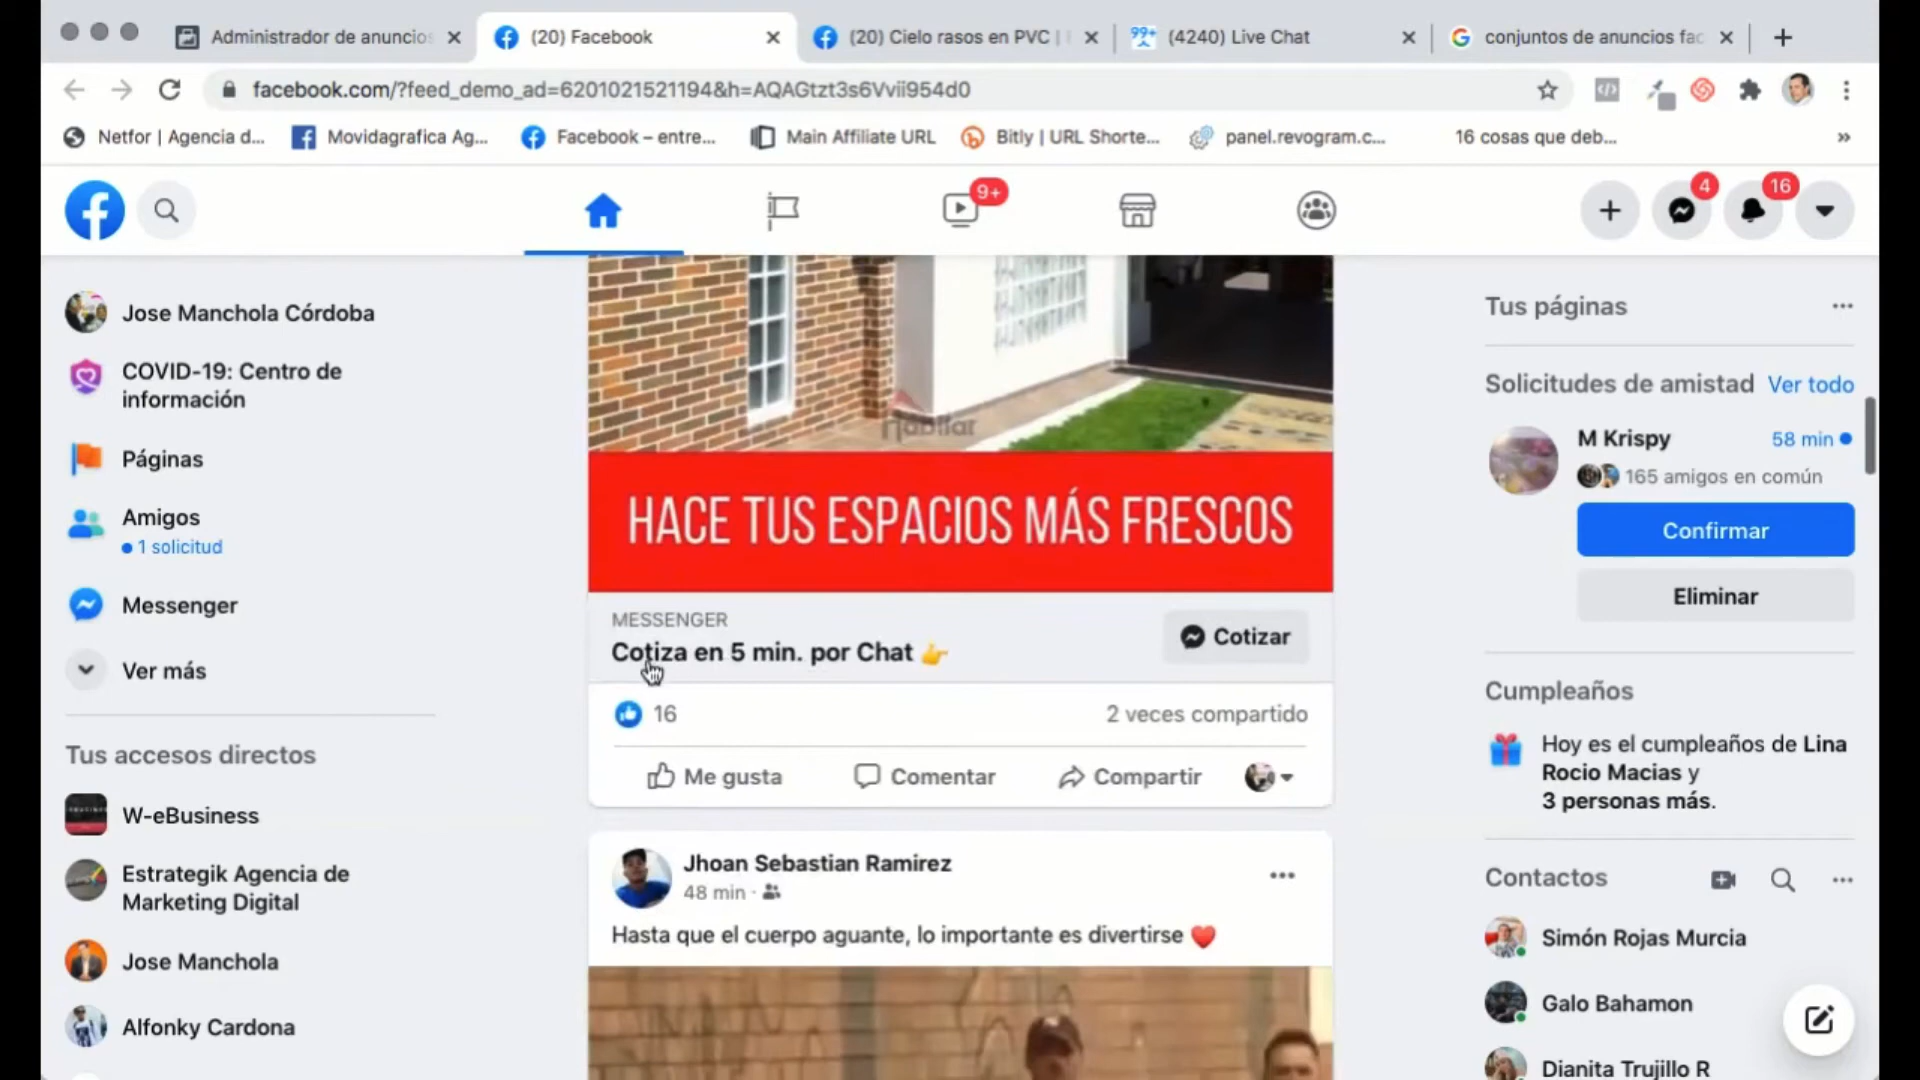 Administrador de anuncios
(20) Facebook
(20) Cielo rasos en PVC |
99+
(4240) Live Chat
conjuntos de anuncios fac
facebook.com/?feed_demo_ad=6201021521194&h=AQAGtzt3s6Vvii954d0
Netfor | Agencia d...
Movidagrafica Ag...
Facebook – entre...
Main Affiliate URL
Bitly | URL Shorte...
panel.revogram.c...
16 cosas que deb...
»
9+
4
16
Jose Manchola Córdoba
COVID-19: Centro de
información
Páginas
Amigos
1 solicitud
Messenger
Ver más
Tus accesos directos
W-eBusiness
Estrategik Agencia de
Marketing Digital
Jose Manchola
Alfonky Cardona
habitar
HACE TUS ESPACIOS MÁS FRESCOS
MESSENGER
Cotiza en 5 min. por Chat 👉
Cotizar
16
2 veces compartido
Me gusta
Comentar
Compartir
Jhoan Sebastian Ramirez
48 min ·
Hasta que el cuerpo aguante, lo importante es divertirse ❤️
Tus páginas
Solicitudes de amistad
Ver todo
M Krispy
58 min
165 amigos en común
Confirmar
Eliminar
Cumpleaños
Hoy es el cumpleaños de Lina
Rocio Macias y
3 personas más.
Contactos
Simón Rojas Murcia
Galo Bahamon
Dianita Trujillo R